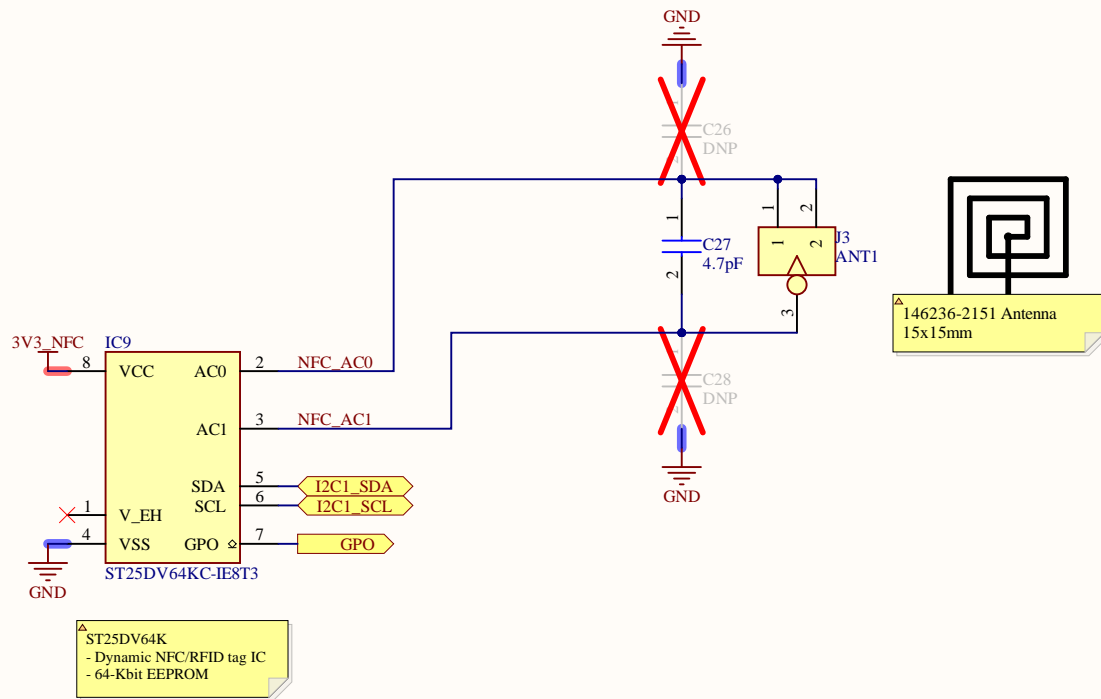 GND
C26
DNP
1
2
1
C27
4.7pF
2
1
2
J3
ANT1
3
146236-2151 Antenna
15x15mm
3V3_NFC
IC9
8
VCC
AC0
2
NFC_AC0
AC1
3
NFC_AC1
C28
DNP
SDA
5
I2C1_SDA
SCL
6
I2C1_SCL
1
V_EH
4
VSS
GPO
7
GPO
GND
GND
ST25DV64KC-IE8T3
ST25DV64K
- Dynamic NFC/RFID tag IC
- 64-Kbit EEPROM